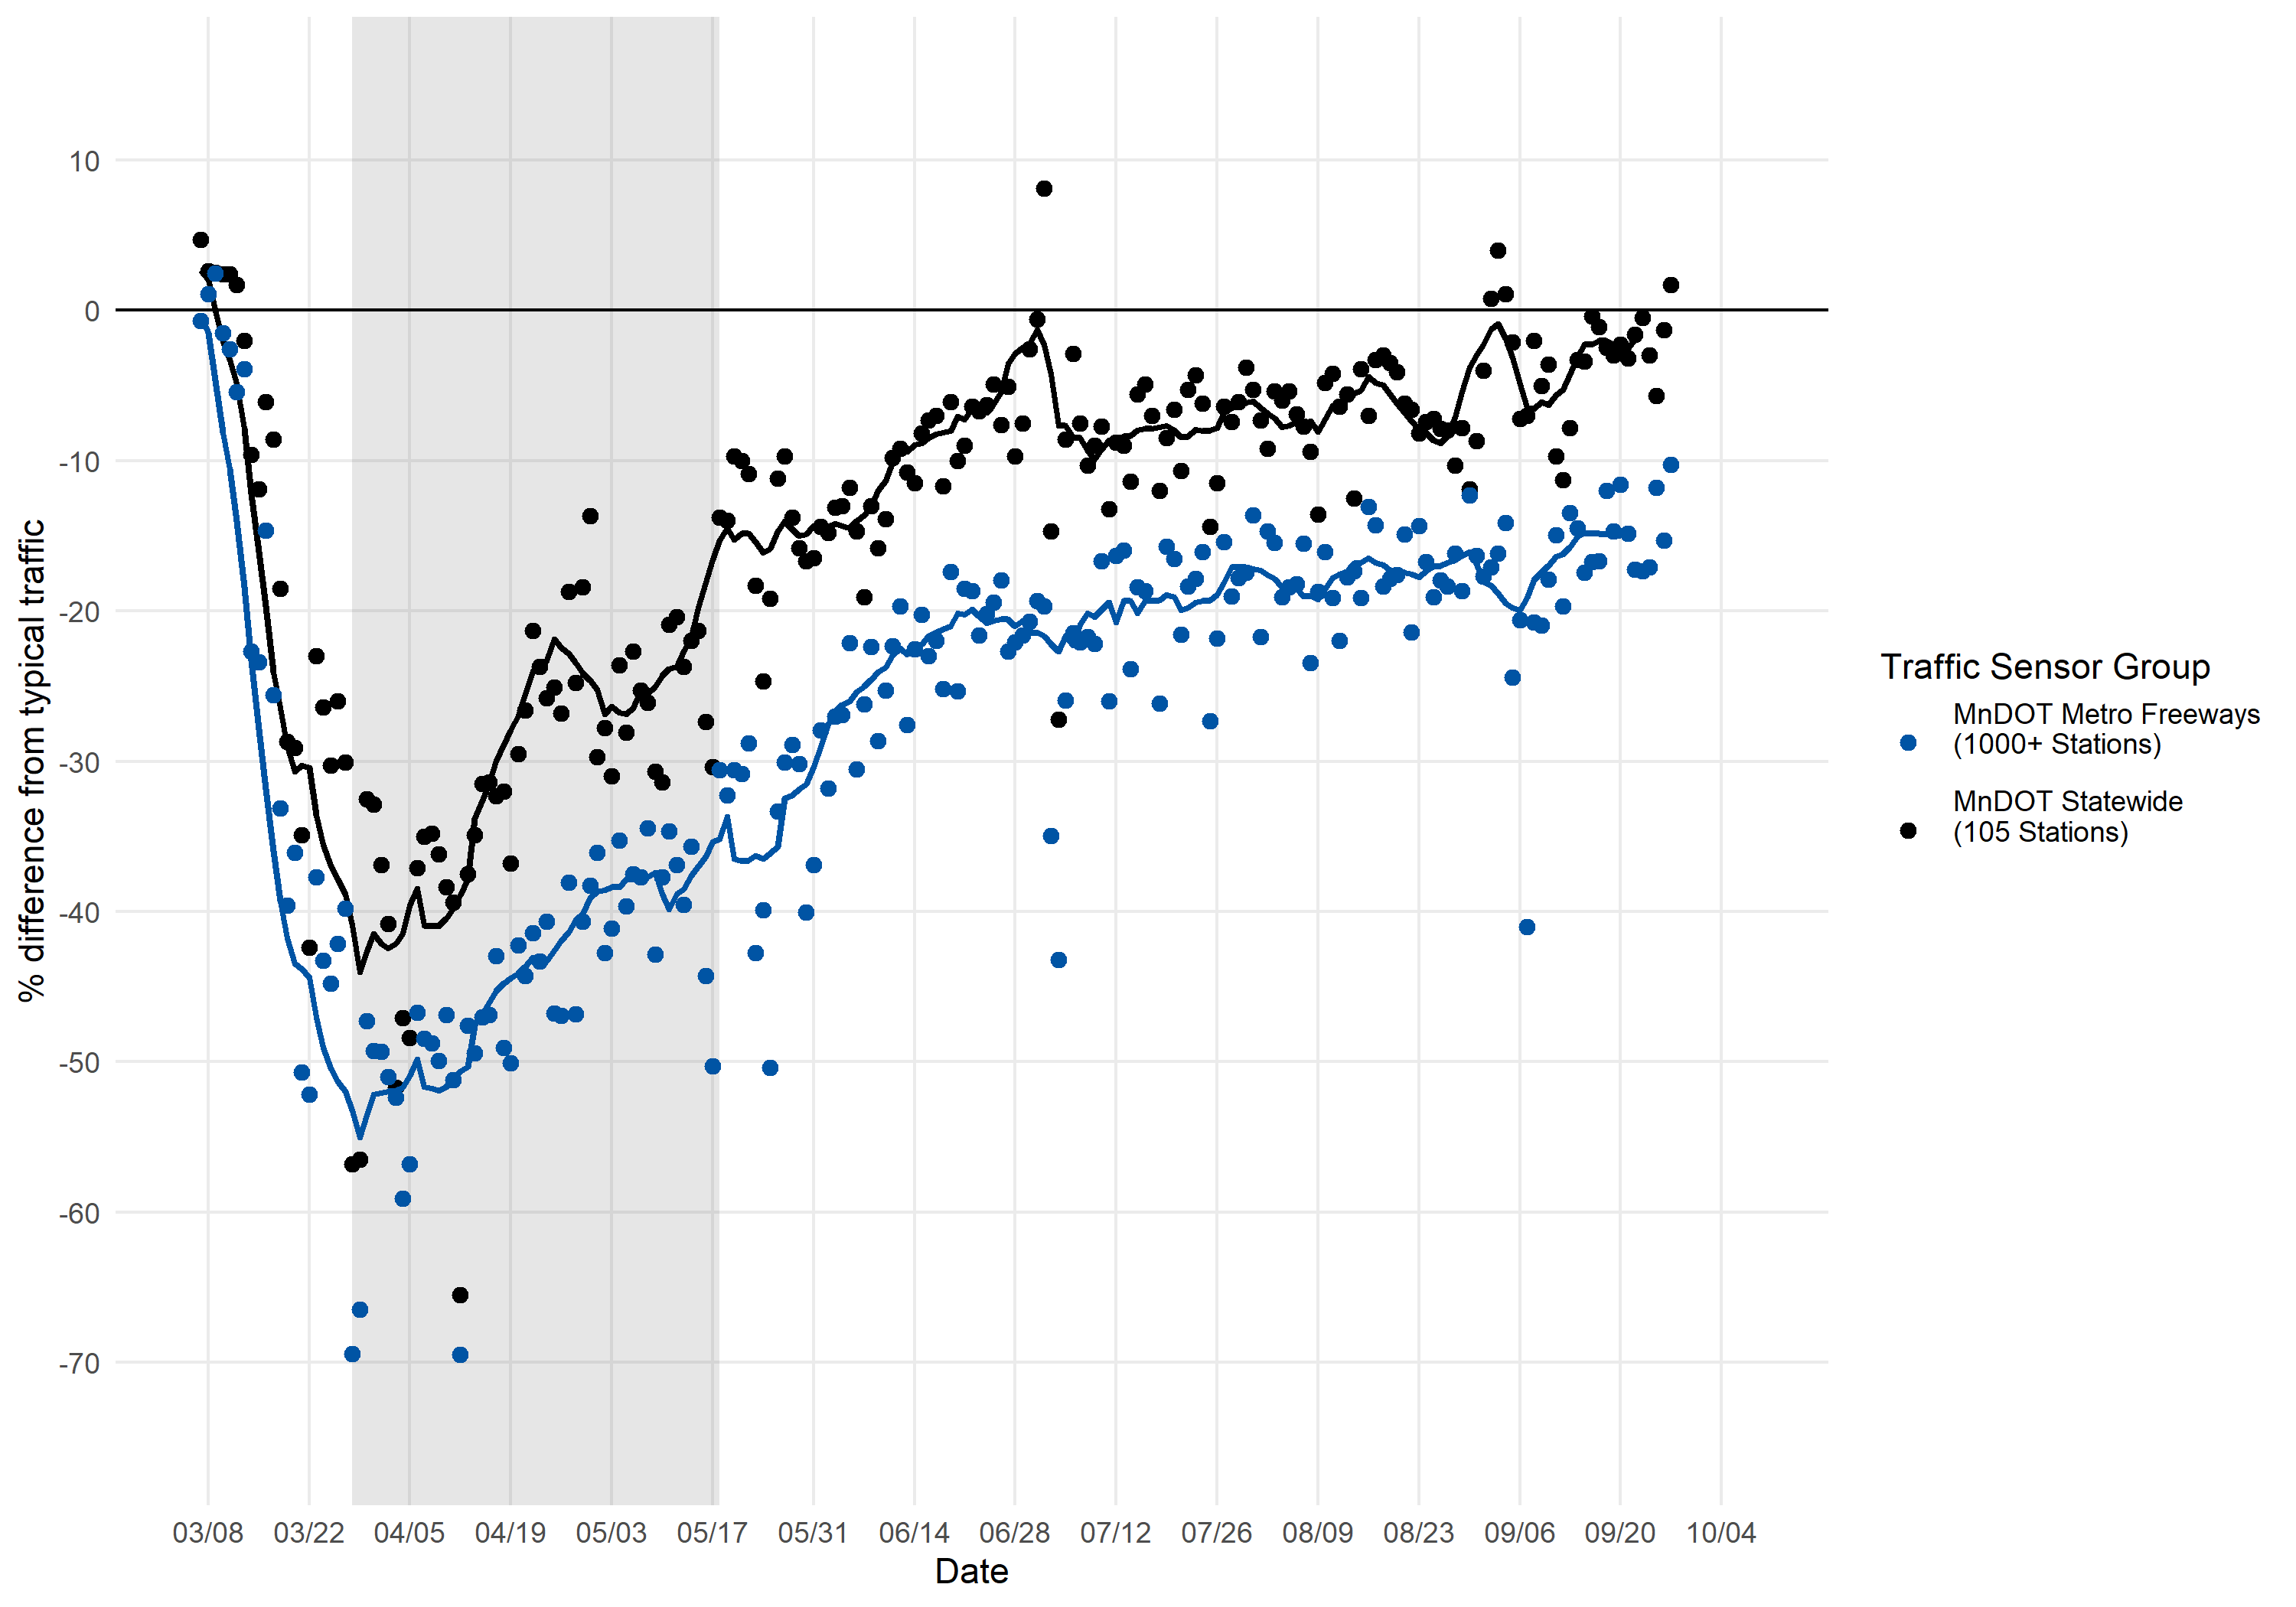 10
0
-10
-20
-30
-40
-50
-60
-70
% difference from typical traffic
03/08 03/22 04/05 04/19 05/03 05/17 05/31 06/14 06/28 07/12 07/26 08/09 08/23 09/06 09/20 10/04
Date
Traffic Sensor Group
MnDOT Metro Freeways
(1000+ Stations)
MnDOT Statewide
(105 Stations)